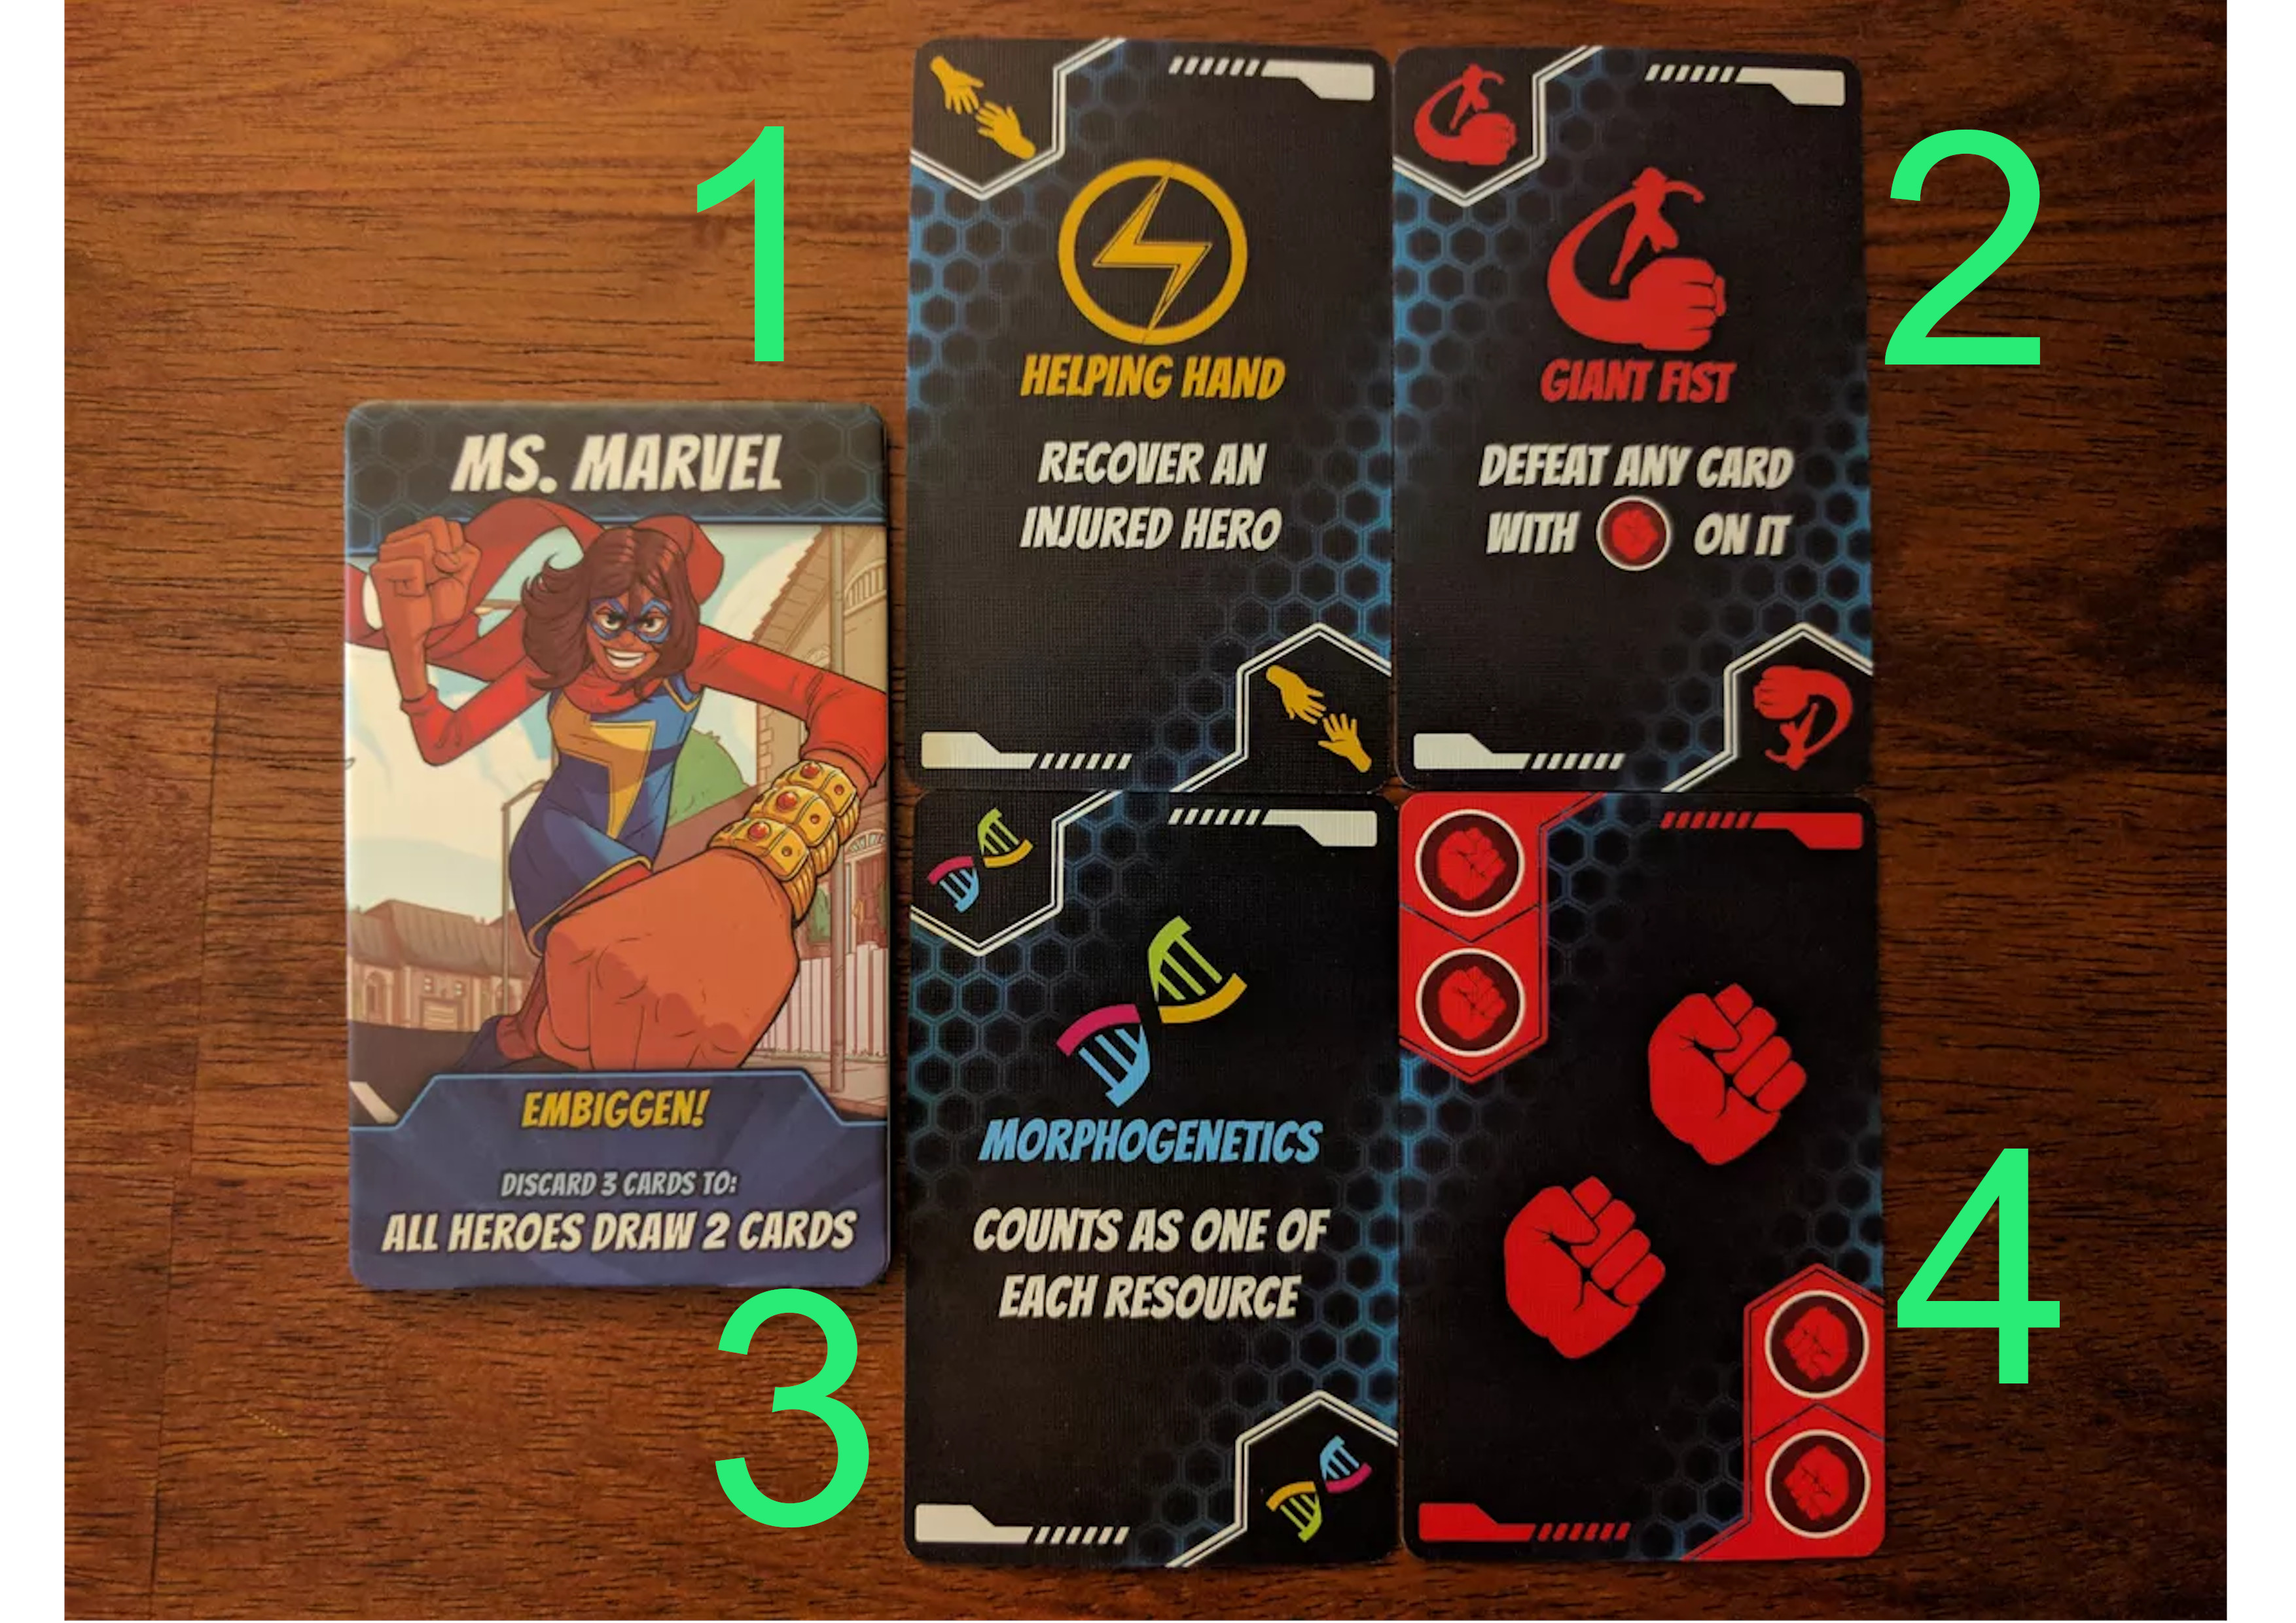 1
2
HELPING HAND
RECOVER AN
INJURED HERO
GIANT FIST
DEFEAT ANY CARD
WITH ON IT
MS. MARVEL
EMBIGGEN!
DISCARD 3 CARDS TO:
ALL HEROES DRAW 2 CARDS
3
MORPHOGENETICS
COUNTS AS ONE OF
EACH RESOURCE
4